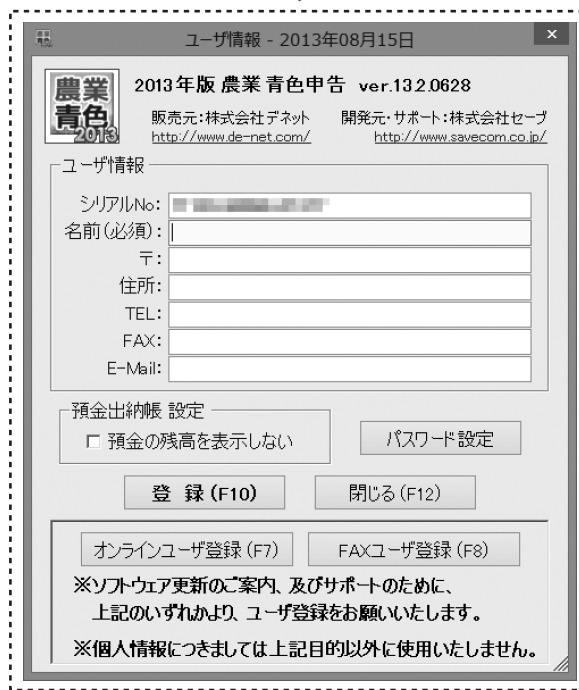 ユーザ情報 - 2013年08月15日
×
農業
青色
2013
2013年版 農業 青色申告 ver.13.2.0628
販売元:株式会社デネット 開発元・サポート:株式会社セーブ
http://www.de-net.com/ http://www.savecom.co.jp/
ユーザ情報
シリアルNo:
名前(必須):
〒:
住所:
TEL:
FAX:
E-Mail:
預金出納帳 設定
預金の残高を表示しない
パスワード設定
登 録(F10) 閉じる(F12)
オンラインユーザ登録(F7) FAXユーザ登録(F8)
※ソフトウェア更新のご案内、及びサポートのために、
上記のいずれかより、ユーザ登録をお願いいたします。
※個人情報につきましては上記目的以外に使用いたしません。